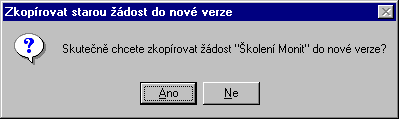 Zkopírovat starou žádost do nové verze
Skutečně chcete zkopírovat žádost "Školení Monit" do nové verze?
Ano
Ne